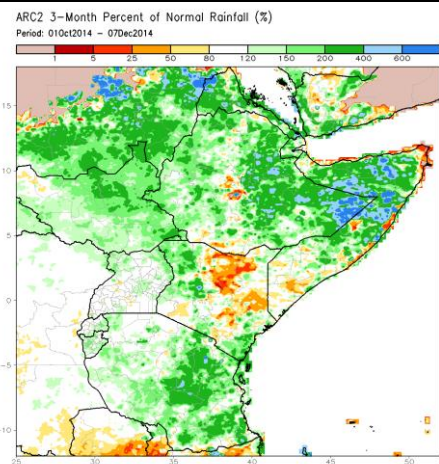 ARC2 3-Month Percent of Normal Rainfall (%)
Period: 01Oct2014 - 07Dec2014
1 5 25 50 80 120 150 200 400 600
15
10
5
0
-5
-10
25 30 35 40 45 50